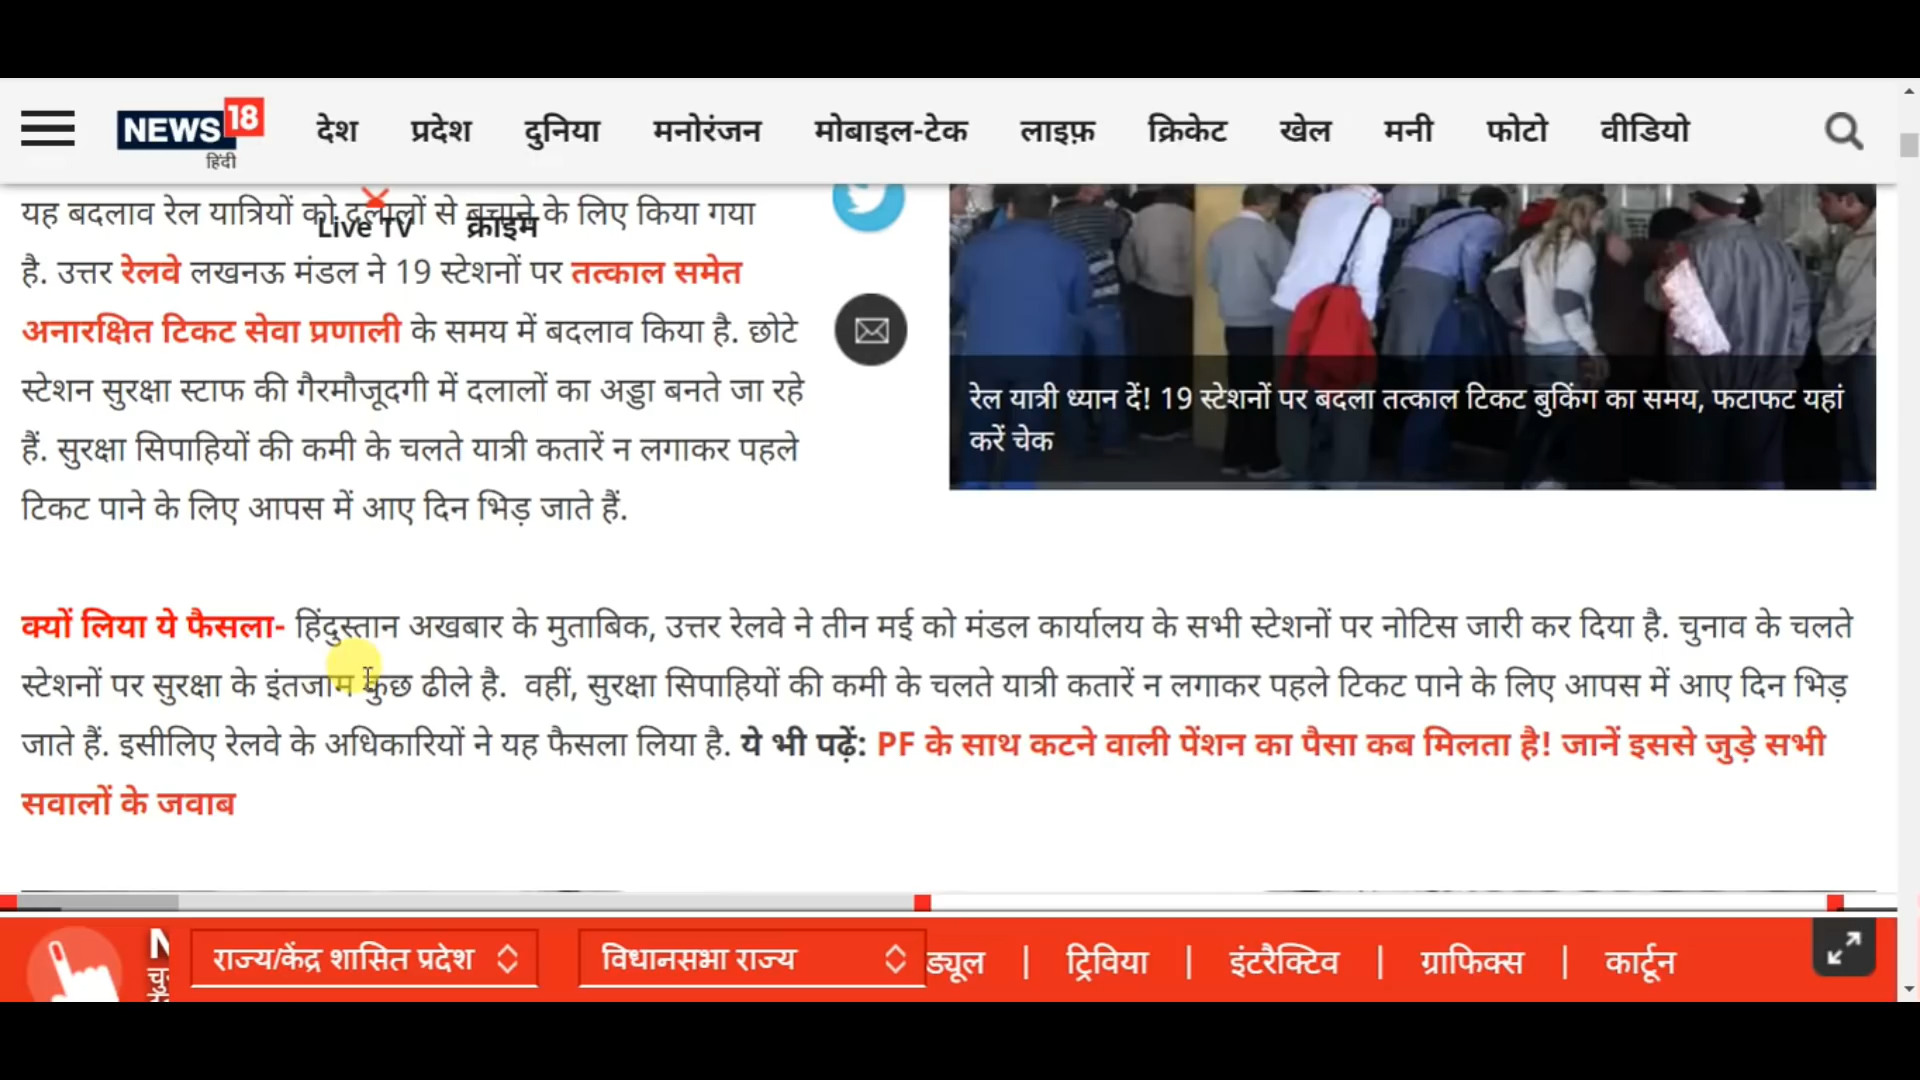 NEWS 18 हिंदी
देश प्रदेश दुनिया मनोरंजन मोबाइल-टेक लाइफ़ क्रिकेट खेल मनी फोटो वीडियो
Live TV क्राइम
यह बदलाव रेल यात्रियों को दलालों से बचाने के लिए किया गया
है. उत्तर रेलवे लखनऊ मंडल ने 19 स्टेशनों पर तत्काल समेत
अनारक्षित टिकट सेवा प्रणाली के समय में बदलाव किया है. छोटे
स्टेशन सुरक्षा स्टाफ की गैरमौजूदगी में दलालों का अड्डा बनते जा रहे
हैं. सुरक्षा सिपाहियों की कमी के चलते यात्री कतारें न लगाकर पहले
टिकट पाने के लिए आपस में आए दिन भिड़ जाते हैं.
रेल यात्री ध्यान दें! 19 स्टेशनों पर बदला तत्काल टिकट बुकिंग का समय, फटाफट यहां
करें चेक
क्यों लिया ये फैसला- हिंदुस्तान अखबार के मुताबिक, उत्तर रेलवे ने तीन मई को मंडल कार्यालय के सभी स्टेशनों पर नोटिस जारी कर दिया है. चुनाव के चलते
स्टेशनों पर सुरक्षा के इंतजाम कुछ ढीले है. वहीं, सुरक्षा सिपाहियों की कमी के चलते यात्री कतारें न लगाकर पहले टिकट पाने के लिए आपस में आए दिन भिड़
जाते हैं. इसीलिए रेलवे के अधिकारियों ने यह फैसला लिया है. ये भी पढ़ें: PF के साथ कटने वाली पेंशन का पैसा कब मिलता है! जानें इससे जुड़े सभी
सवालों के जवाब
राज्य/केंद्र शासित प्रदेश विधानसभा राज्य ड्यूल | ट्रिविया | इंटरैक्टिव | ग्राफिक्स | कार्टून